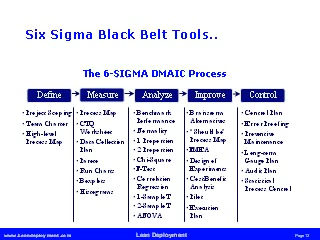 Six Sigma Black Belt Tools..
The 6-SIGMA DMAIC Process
Define
Measure
Analyze
Improve
Control
• Project Scoping
• Team Charter
• High-level
Process Map
• Process Map
• CTQ
Worksheet
• Data Collection
Plan
• Pareto
• Run Charts
• Boxplot
• Histograms
• Benchmark
Performance
• Normality
• 1 Proportion
• 2 Proportion
• Chi-Square
• F-Test
• Correlation
Regression
• 1-Sample T
• 2-Sample T
• ANOVA
• Brainstorm
Alternatives
• "Should be"
Process Map
• FMEA
• Design of
Experiments
• Cost/Benefit
Analysis
• Pilot
• Execution
Plan
• Control Plan
• Error Proofing
• Preventive
Maintenance
• Long-term
Gauge Plan
• Audit Plan
• Statistical
Process Control
Lean Deployment
Page 13